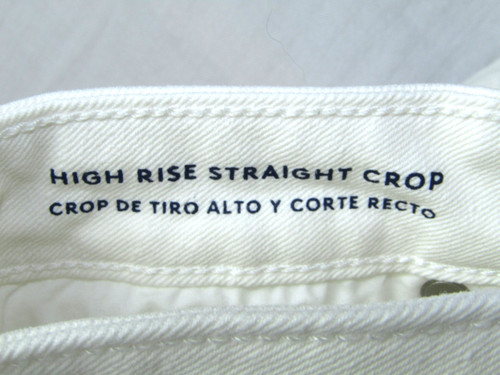 HIGH RISE STRAIGHT CROP
CROP DE TIRO ALTO Y CORTE RECTO